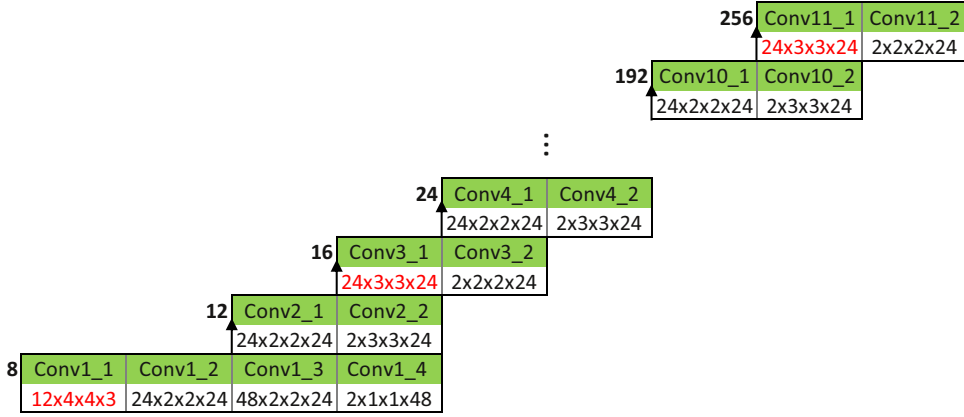 256 Conv11_1 Conv11_2
24x3x3x24 2x2x2x24
192 Conv10_1 Conv10_2
24x2x2x24 2x3x3x24
⋮
24 Conv4_1 Conv4_2
24x2x2x24 2x3x3x24
16 Conv3_1 Conv3_2
24x3x3x24 2x2x2x24
12 Conv2_1 Conv2_2
24x2x2x24 2x3x3x24
8 Conv1_1 Conv1_2 Conv1_3 Conv1_4
12x4x4x3 24x2x2x24 48x2x2x24 2x1x1x48